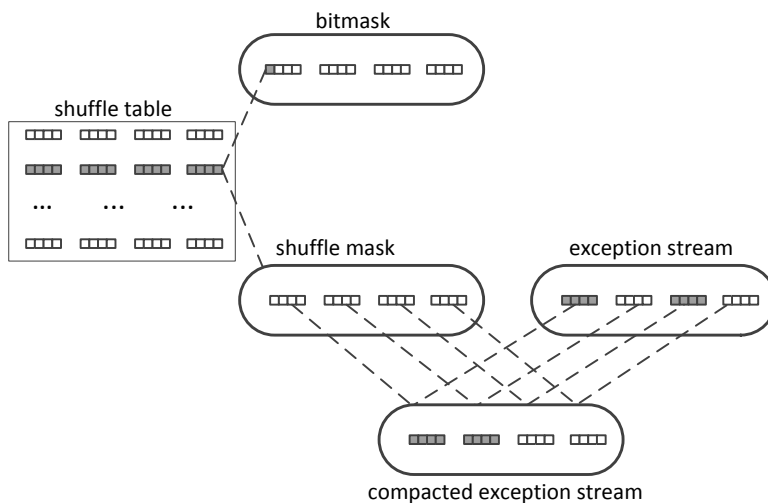 bitmask
shuffle table
... ... ...
shuffle mask
exception stream
compacted exception stream